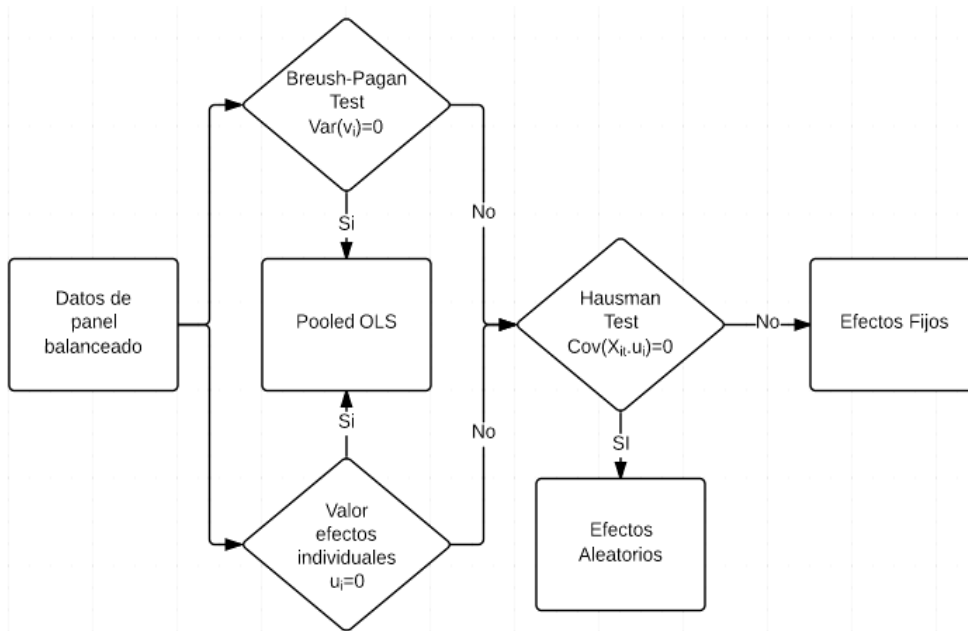 Breush-Pagan
Test
Var(vᵢ)=0
Si
No
Datos de
panel
balanceado
Pooled OLS
Hausman
Test
Cov(Xᵢₜ.uᵢ)=0
No
Efectos Fijos
Si
No
SI
Valor
efectos
individuales
uᵢ=0
Efectos
Aleatorios